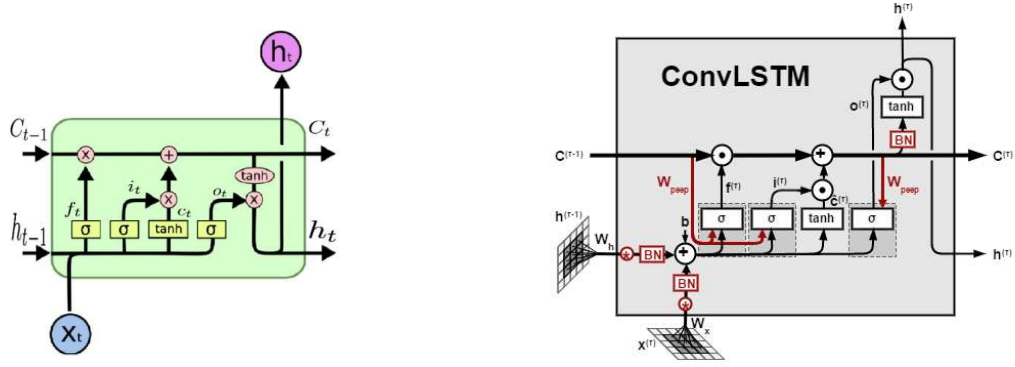 hₜ
Cₜ₋₁
Cₜ
x
+
tanh
iₜ
oₜ
x
x
fₜ
cₜ
σ
σ
tanh
σ
hₜ₋₁
hₜ
Xₜ
h⁽τ⁾
ConvLSTM
o⁽τ⁾
tanh
BN
C⁽τ⁻¹⁾
+
C⁽τ⁾
W_peep
f⁽τ⁾
i⁽τ⁾
c̃⁽τ⁾
W_peep
h⁽τ⁻¹⁾
b
σ
σ
tanh
σ
W_h
*
BN
+
h⁽τ⁾
BN
*
W_x
X⁽τ⁾